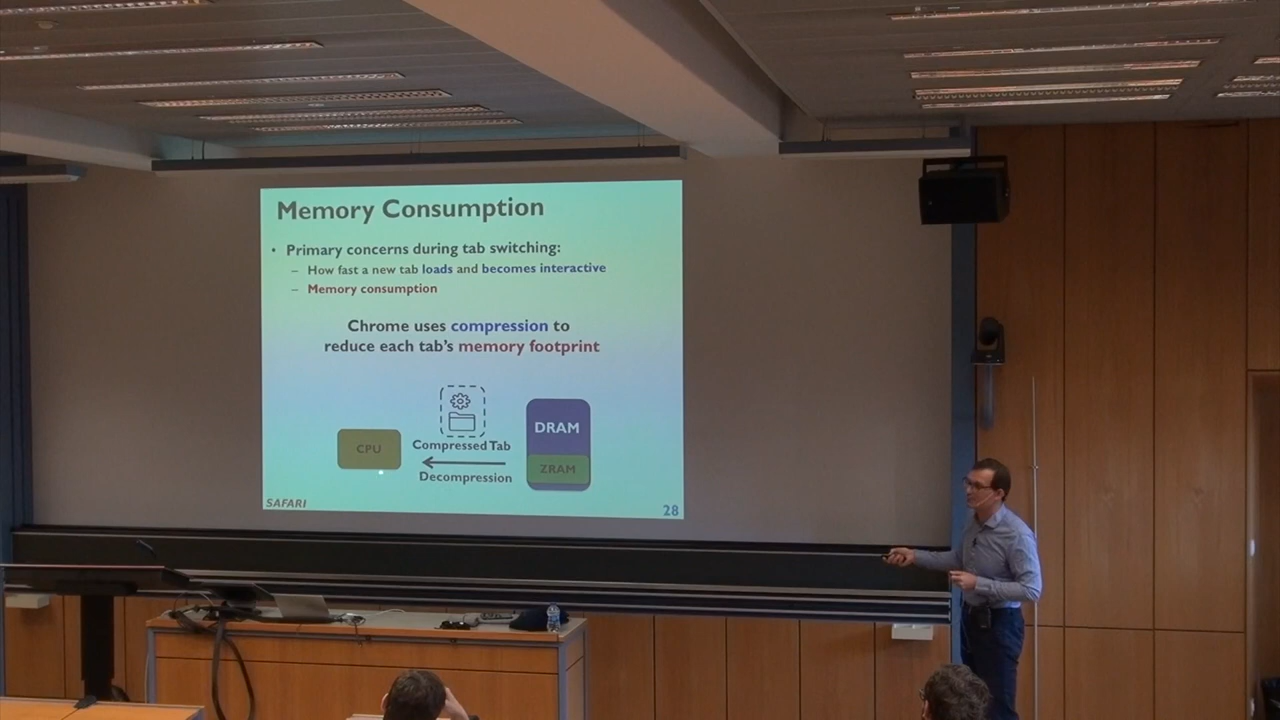 Memory Consumption
• Primary concerns during tab switching:
– How fast a new tab loads and becomes interactive
– Memory consumption
Chrome uses compression to
reduce each tab's memory footprint
CPU
Compressed Tab
Decompression
DRAM
ZRAM
SAFARI
28